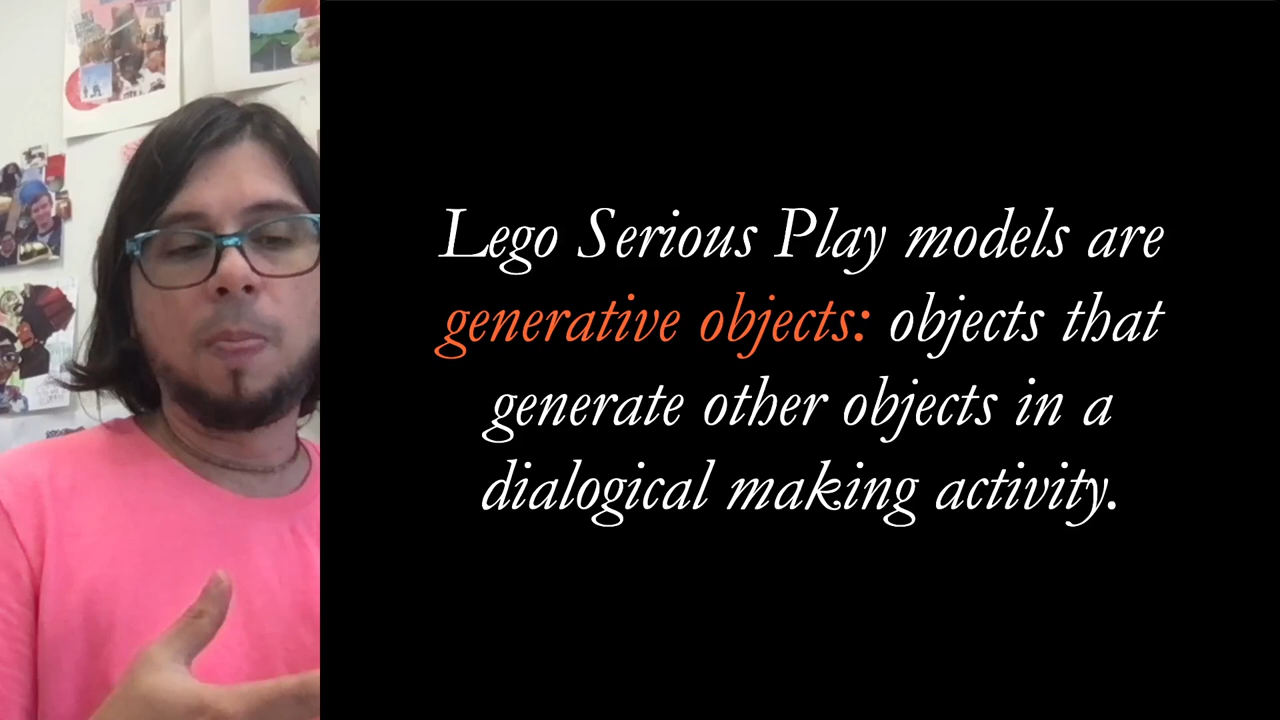 Lego Serious Play models are
generative objects: objects that
generate other objects in a
dialogical making activity.